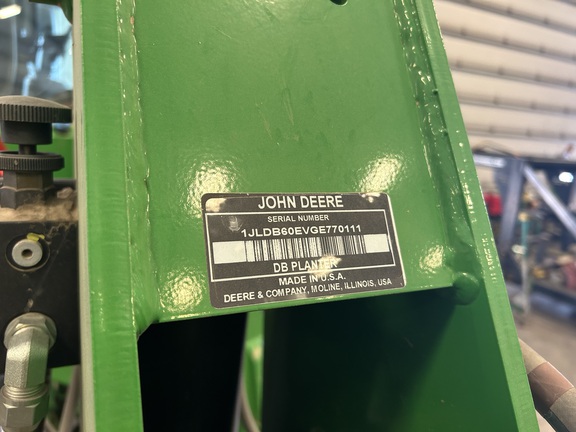 JOHN DEERE
SERIAL NUMBER
1JLDB60EVGE770111
DB PLANTER
MADE IN U.S.A.
DEERE & COMPANY, MOLINE, ILLINOIS, USA